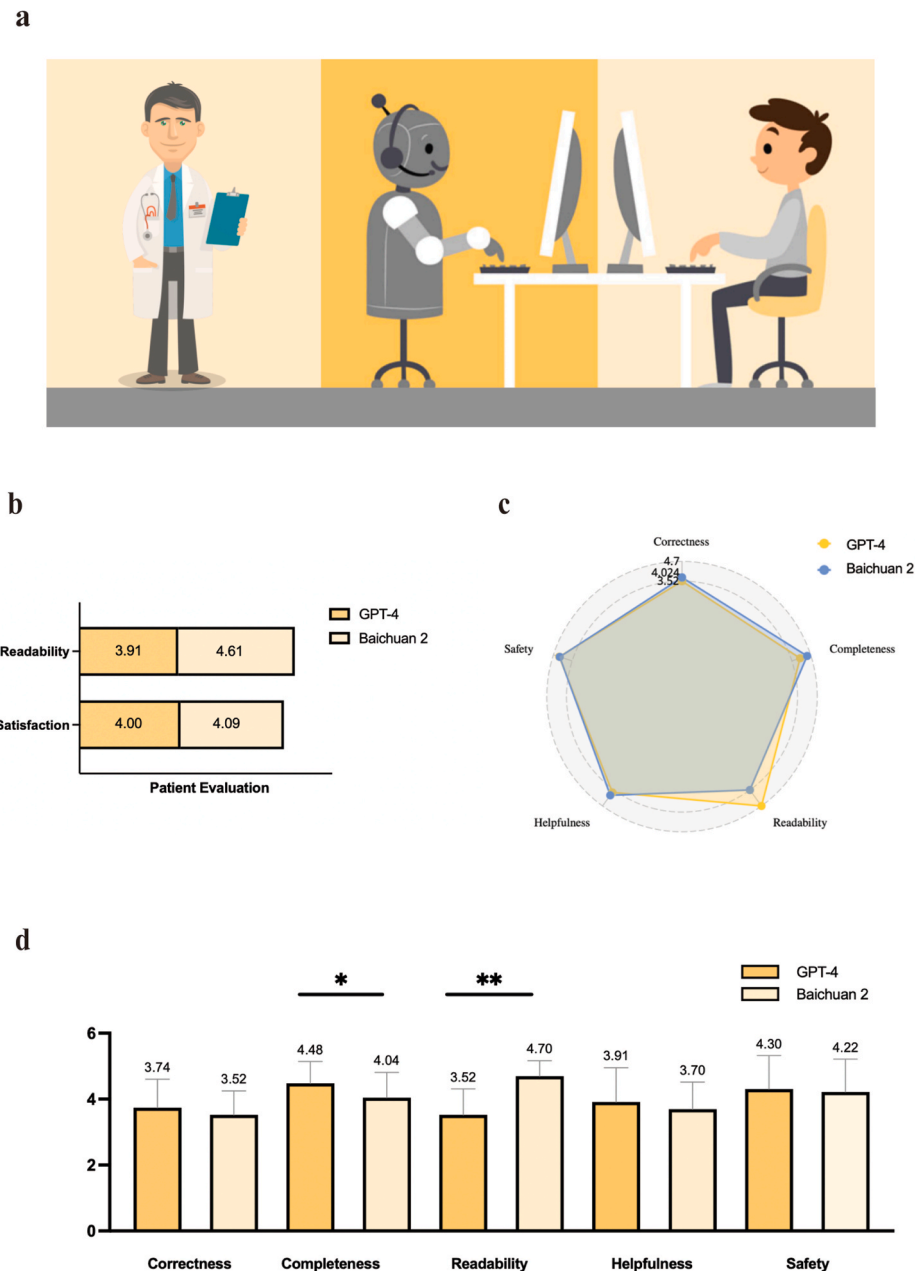 a
b
GPT-4
Baichuan 2
Readability
3.91 4.61
Satisfaction
4.00 4.09
Patient Evaluation
c
GPT-4
Baichuan 2
Correctness
4.7
4,024
3.52
Safety
Completeness
Helpfulness
Readability
d
GPT-4
Baichuan 2
* **
6
4
2
0
3.74 3.52 4.48 4.04 3.52 4.70 3.91 3.70 4.30 4.22
Correctness Completeness Readability Helpfulness Safety